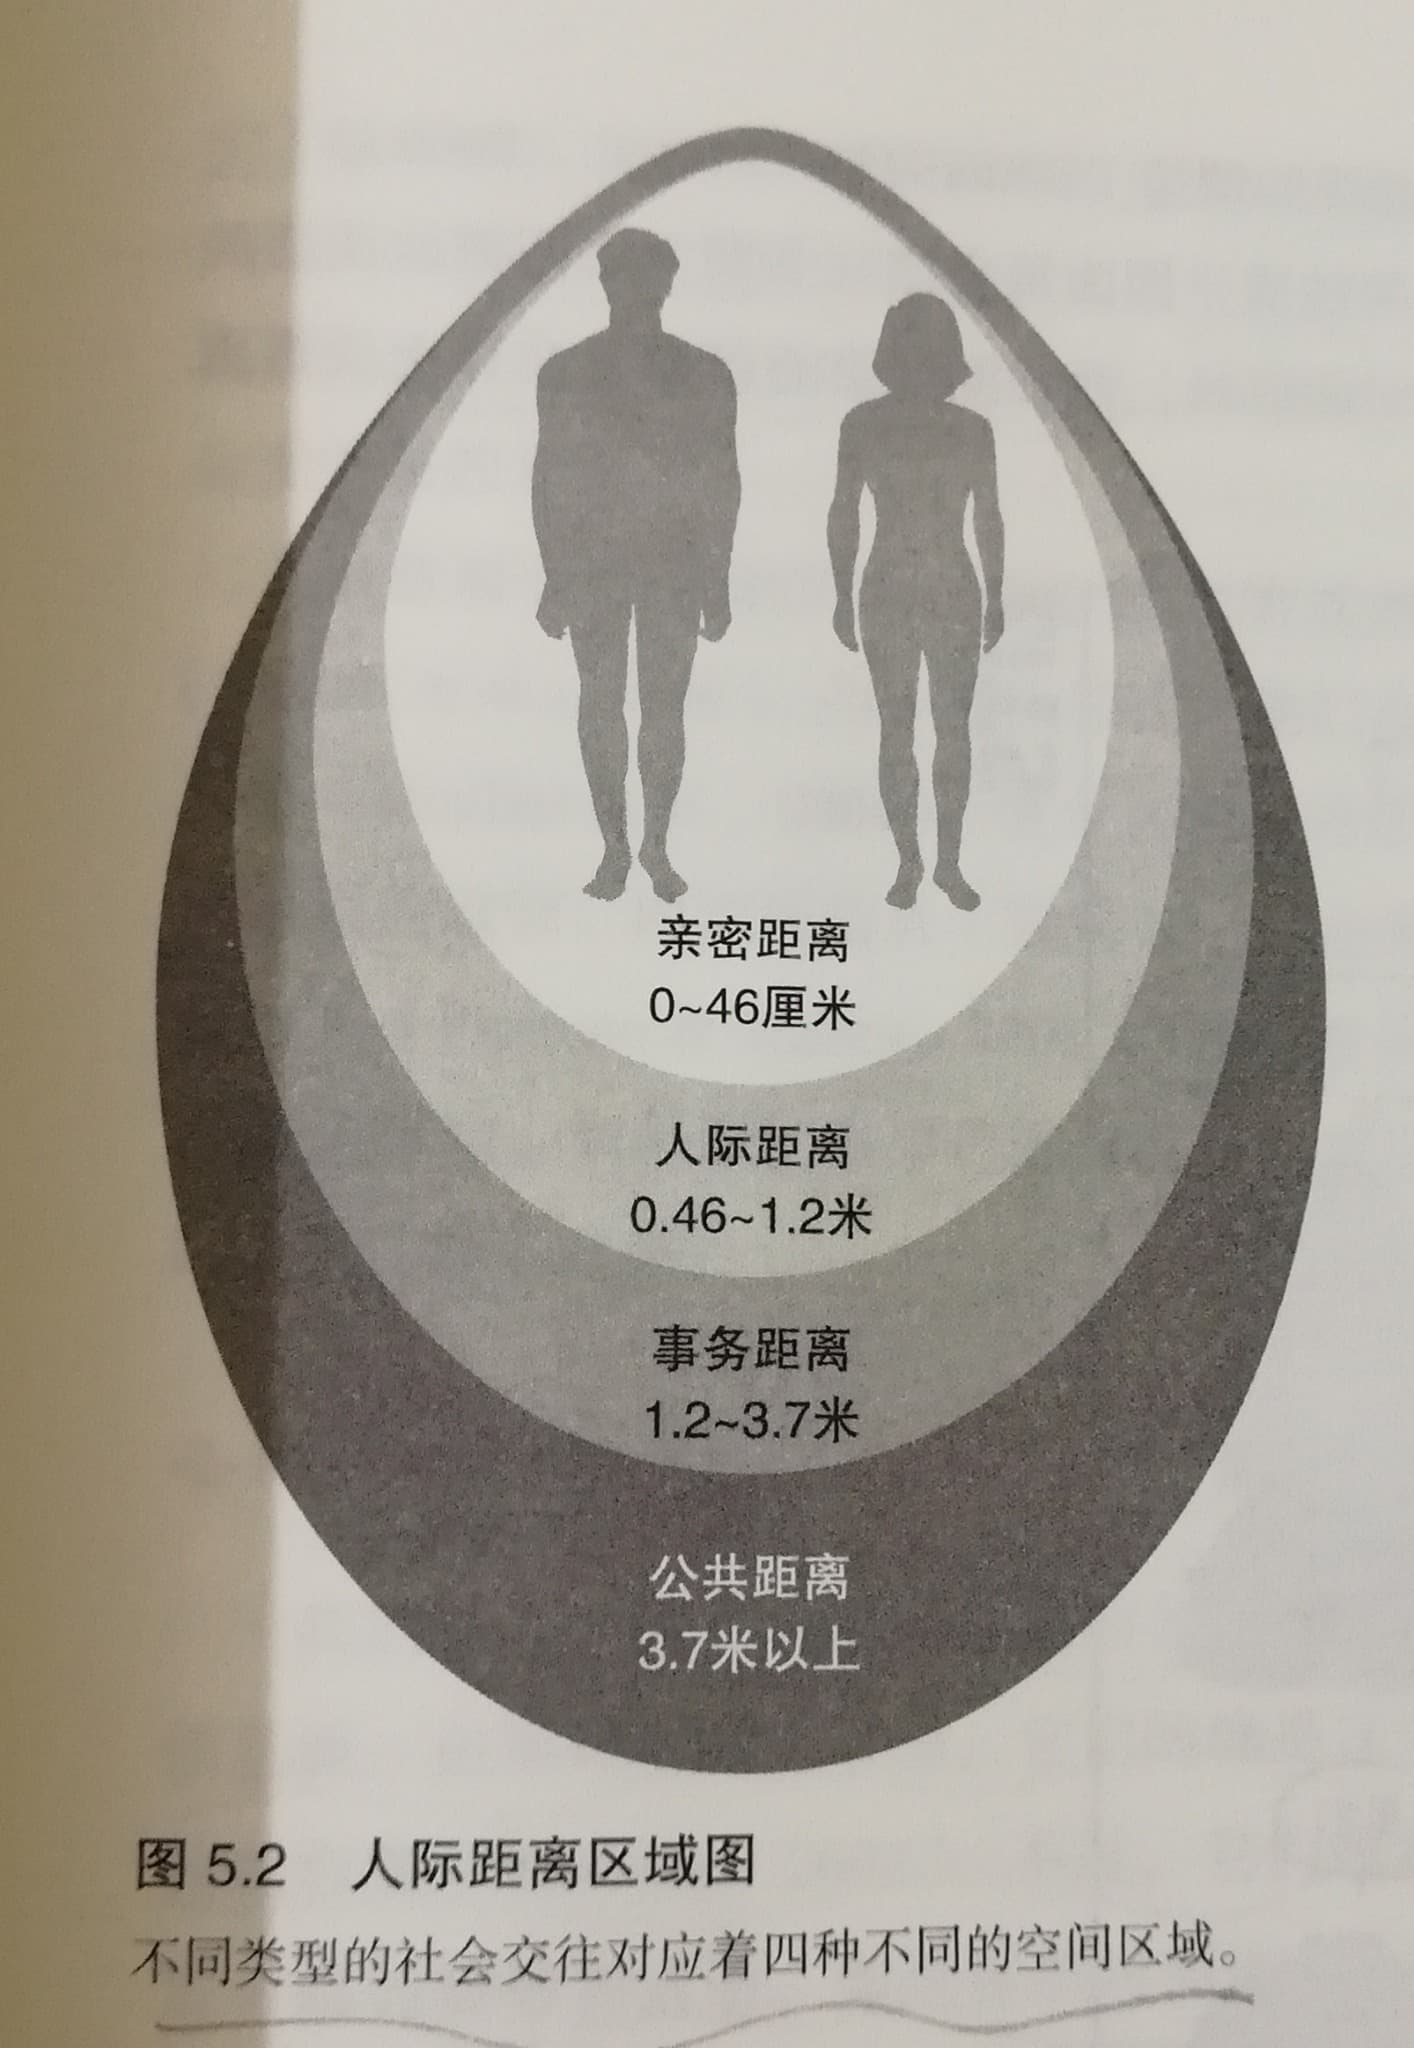 亲密距离
0~46厘米
人际距离
0.46~1.2米
事务距离
1.2~3.7米
公共距离
3.7米以上
图 5.2 人际距离区域图
不同类型的社会交往对应着四种不同的空间区域。